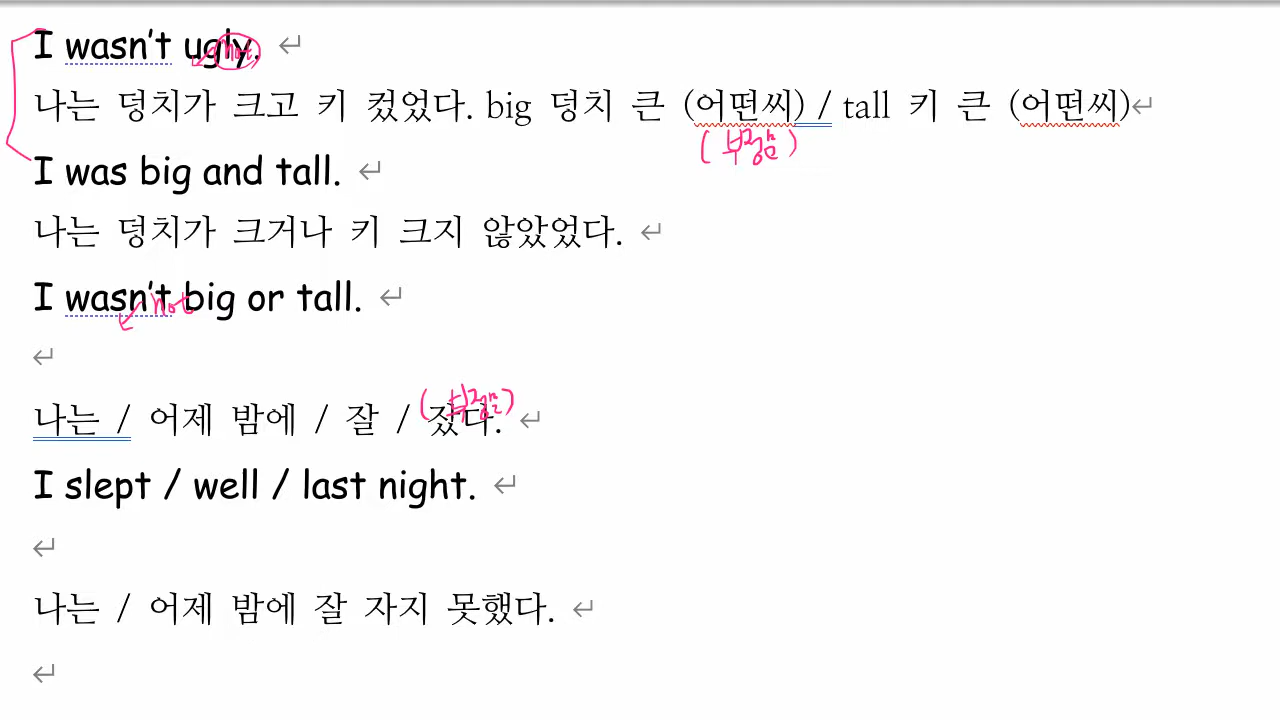 I wasn't ugly.
not
나는 덩치가 크고 키 컸었다. big 덩치 큰 (어떤씨) / tall 키 큰 (어떤씨)
I was big and tall.
나는 덩치가 크거나 키 크지 않았었다.
I wasn't big or tall.
not
나는 / 어제 밤에 / 잘 / 잤다.
I slept / well / last night.
나는 / 어제 밤에 잘 자지 못했다.